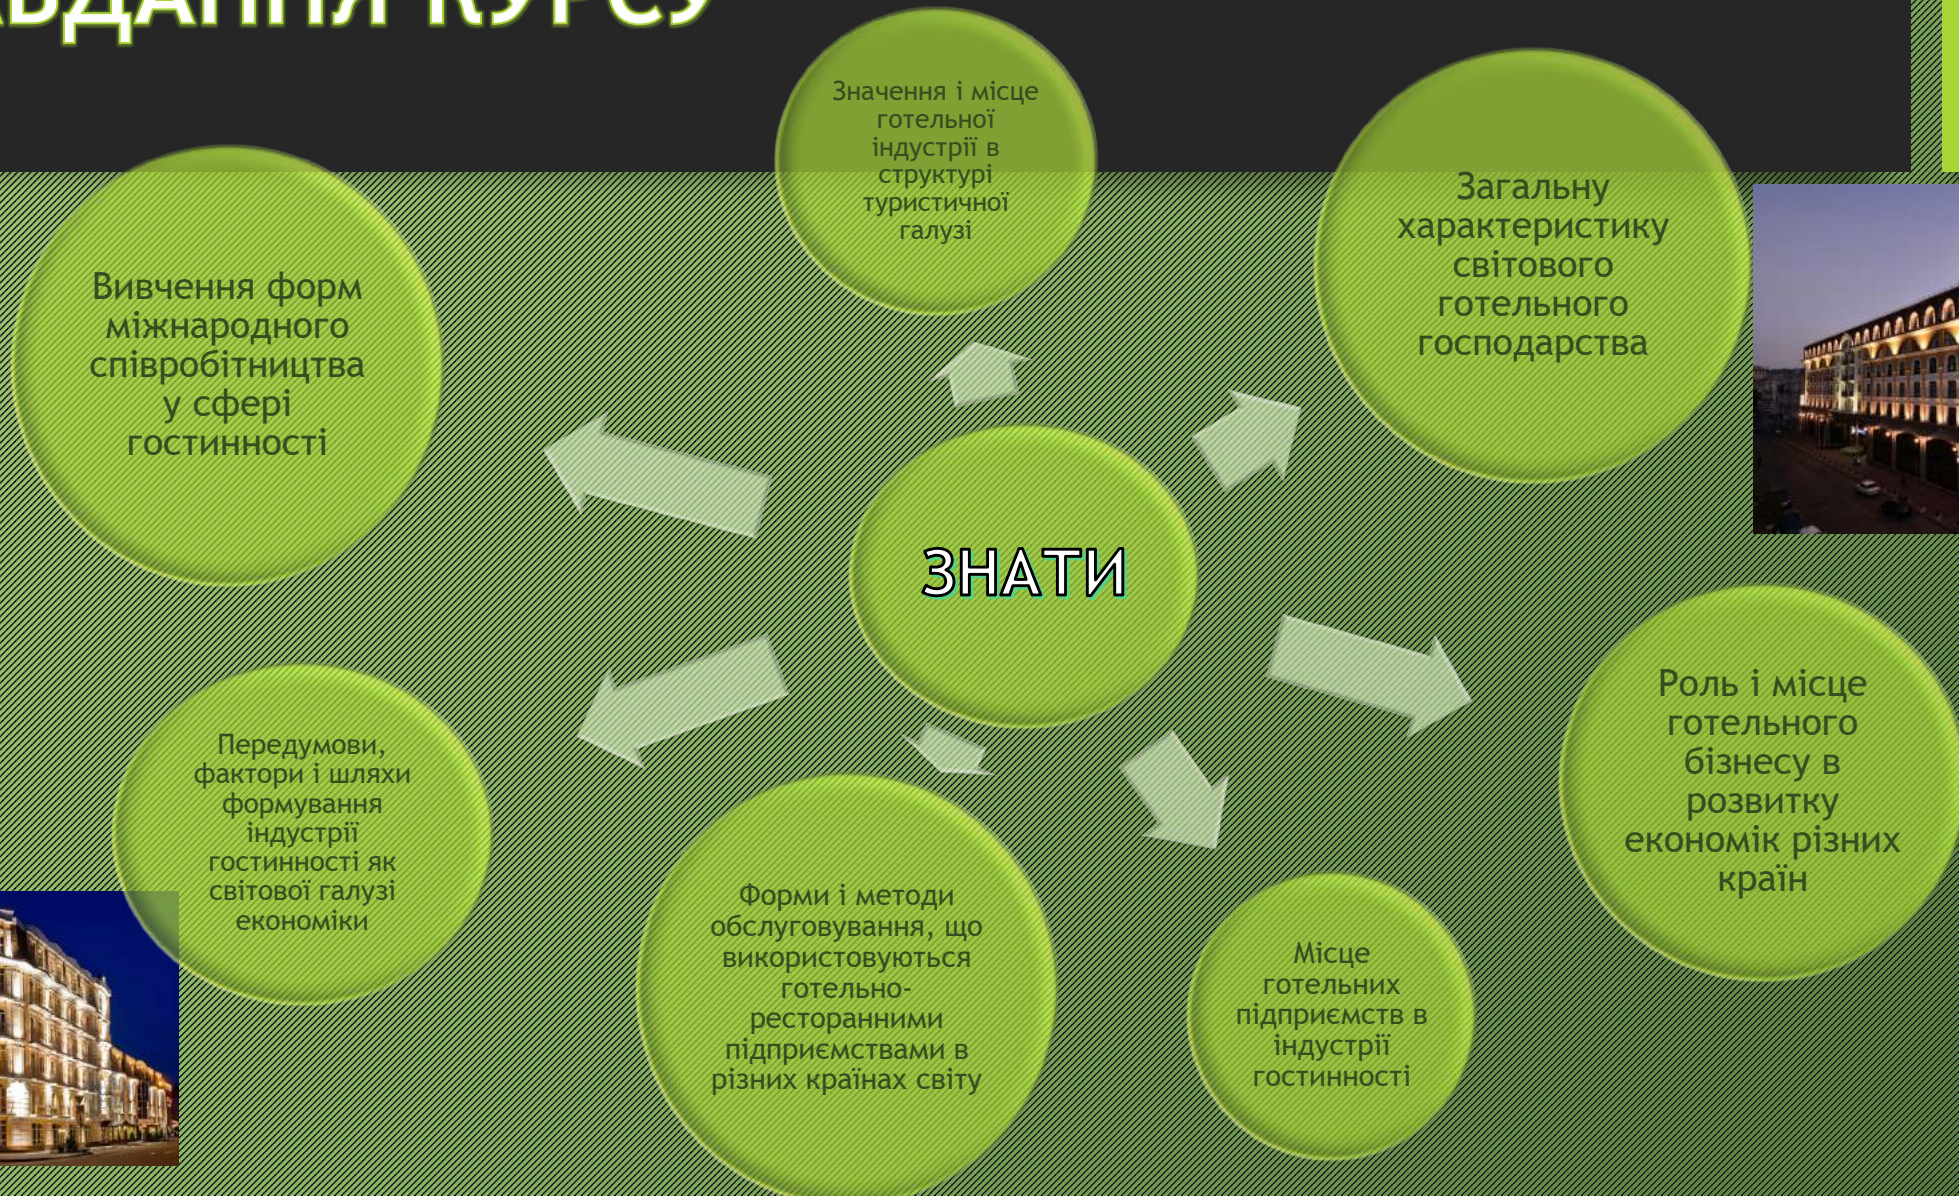 КУРСУ
Значення і місце
готельної
індустрії в
структурі
туристичної
галузі
Загальну
характеристику
світового
готельного
господарства
Вивчення форм
міжнародного
співробітництва
у сфері
гостинності
ЗНАТИ
Роль і місце
готельного
бізнесу в
розвитку
економік різних
країн
Передумови,
фактори і шляхи
формування
індустрії
гостинності як
світової галузі
економіки
Форми і методи
обслуговування, що
використовуються
готельно-
ресторанними
підприємствами в
різних країнах світу
Місце
готельних
підприємств в
індустрії
гостинності